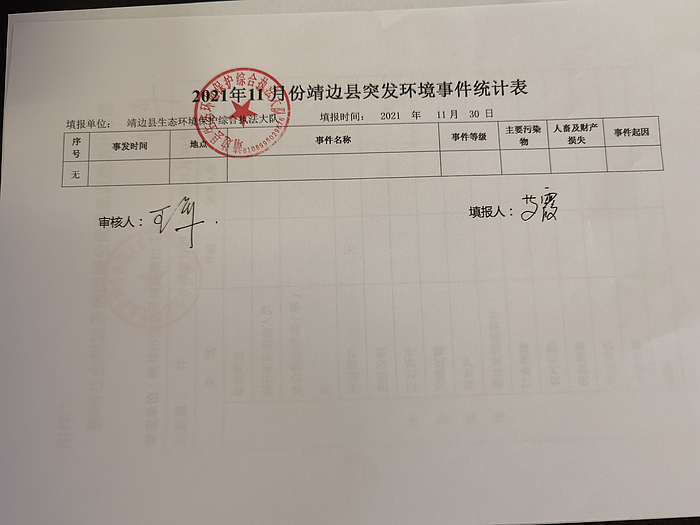 2021年11月份靖边县突发环境事件统计表
填报单位： 靖边县生态环境保护综合执法大队 填报时间： 2021 年 11月 30 日
序号 事发时间 地点 事件名称 事件等级 主要污染物 人畜及财产损失 事件起因
无
审核人： 填报人：艾霞